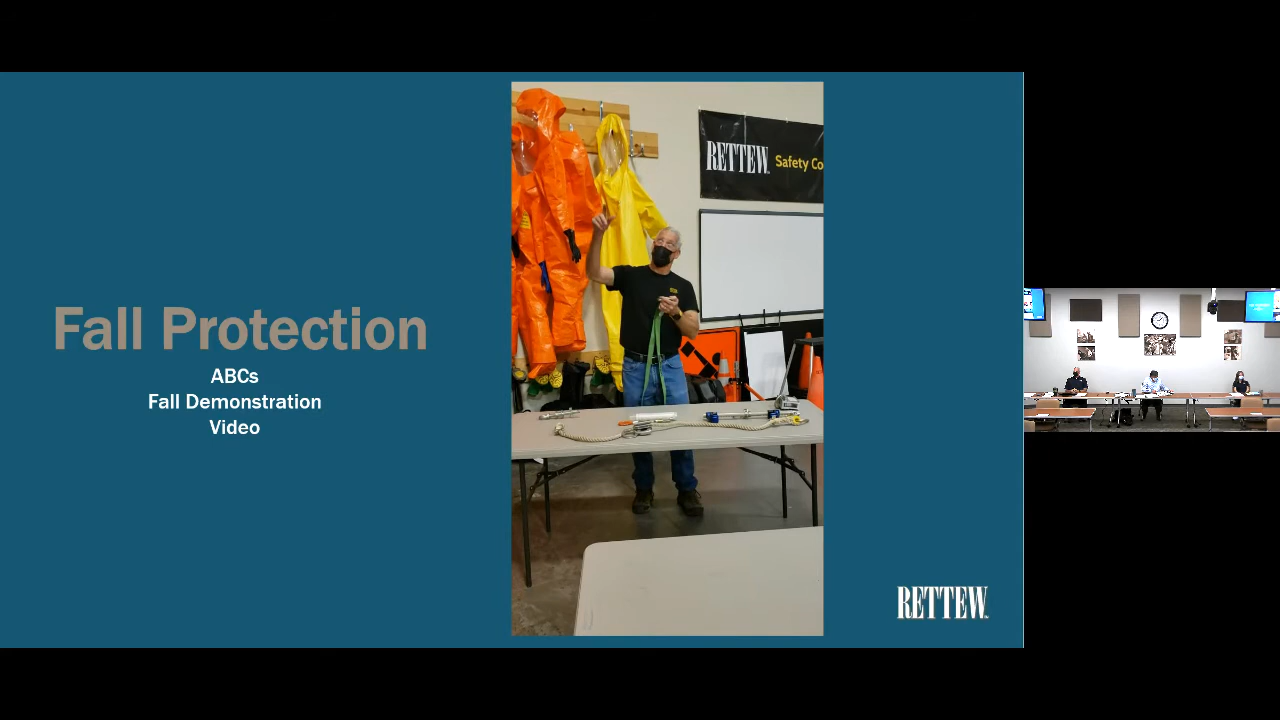 Fall Protection
ABCs
Fall Demonstration
Video
RETTEW
Safety Co
RETTEW